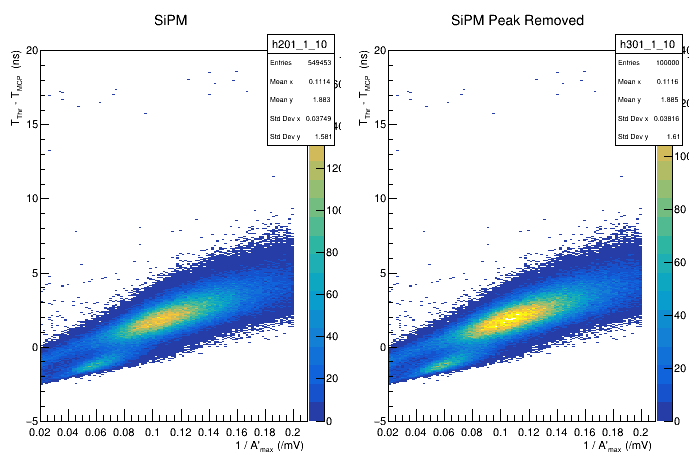 SiPM
h201_1_10
Entries 549453
Mean x 0.1114
Mean y 1.883
Std Dev x 0.03749
Std Dev y 1.581
T_Thr - T_MCP (ns)
20
15
10
5
0
−5
0.02 0.04 0.06 0.08 0.1 0.12 0.14 0.16 0.18 0.2
1 / A'_max (/mV)
120
100
80
60
40
20
0
SiPM Peak Removed
h301_1_10
Entries 100000
Mean x 0.1116
Mean y 1.885
Std Dev x 0.03816
Std Dev y 1.61
T_Thr - T_MCP (ns)
20
15
10
5
0
−5
0.02 0.04 0.06 0.08 0.1 0.12 0.14 0.16 0.18 0.2
1 / A'_max (/mV)
100
80
60
40
20
0